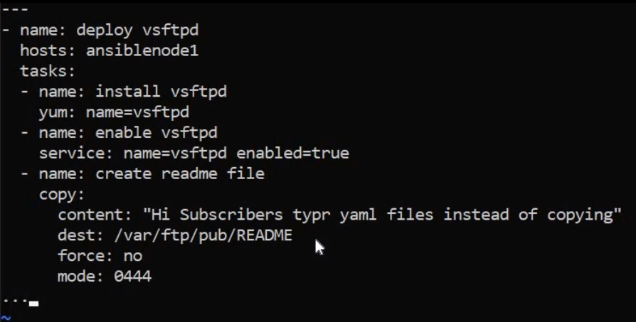 ---
- name: deploy vsftpd
  hosts: ansiblenode1
  tasks:
  - name: install vsftpd
    yum: name=vsftpd
  - name: enable vsftpd
    service: name=vsftpd enabled=true
  - name: create readme file
    copy:
      content: "Hi Subscribers typr yaml files instead of copying"
      dest: /var/ftp/pub/README
      force: no
      mode: 0444
...
~